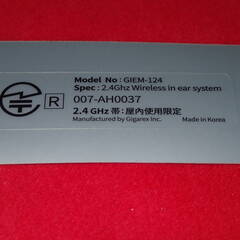 Model No : GIEM-124
Spec : 2.4Ghz Wireless in ear system
R 007-AH0037
2.4 GHz 帯 : 屋內使用限定
Manufactured by Gigarex Inc. Made in Korea